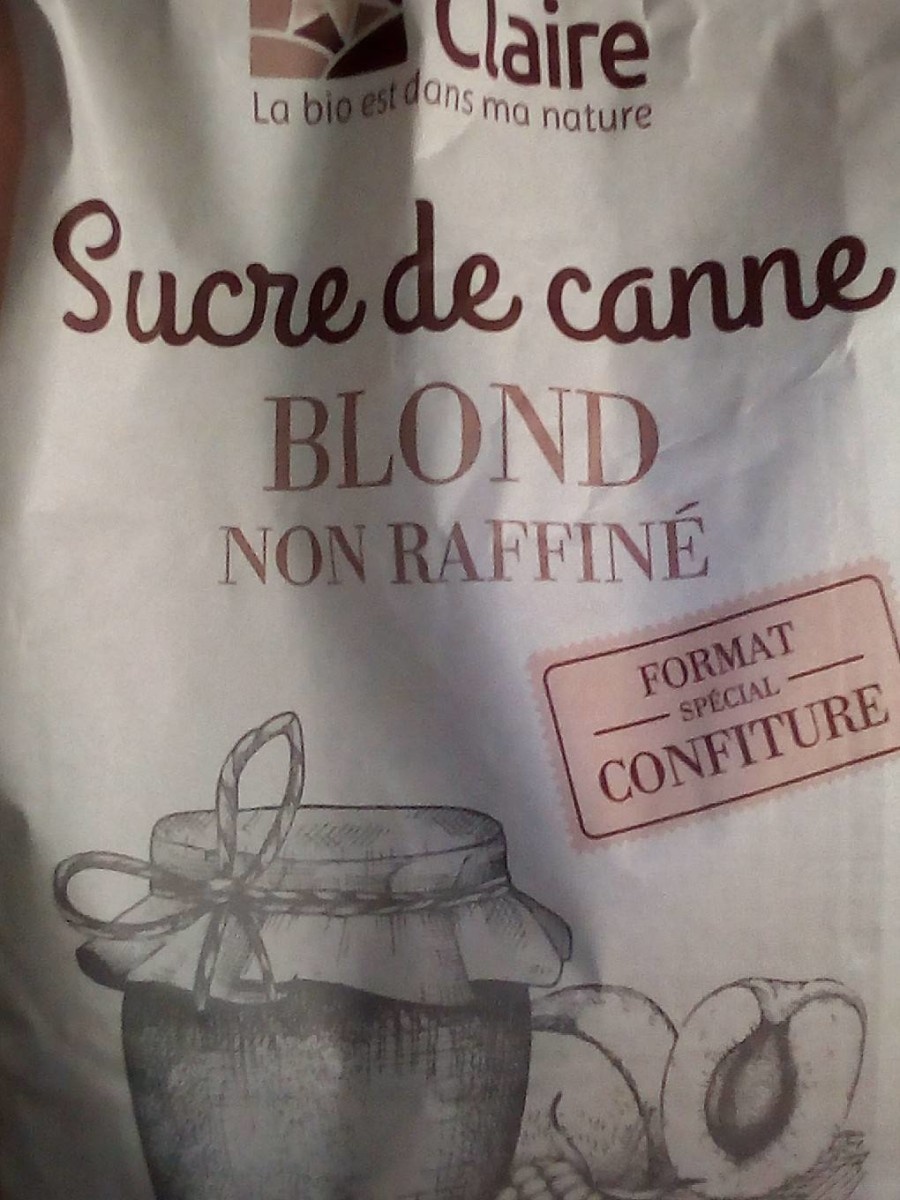 Claire
La bio est dans ma nature
Sucre de canne
BLOND
NON RAFFINÉ
FORMAT
SPÉCIAL
CONFITURE